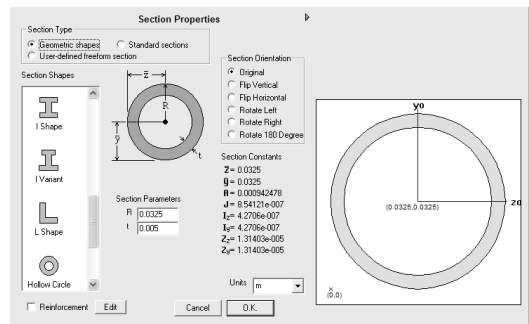 Section Properties
Section Type
Geometric shapes
Standard sections
User-defined freeform section
Section Shapes
I Shape
I Variant
L Shape
Hollow Circle
z
R
y
t
Section Parameters
R 0.0325
t 0.005
Section Orientation
Original
Flip Vertical
Flip Horizontal
Rotate Left
Rotate Right
Rotate 180 Degree
Section Constants
z̄= 0.0325
ȳ= 0.0325
A= 0.000942478
J= 8.54121e-007
Iz= 4.2706e-007
Iy= 4.2706e-007
Zz= 1.31403e-005
Zy= 1.31403e-005
Units m
Reinforcement
Edit
Cancel
O.K.
yo
zo
(0.0325,0.0325)
x
(0,0)